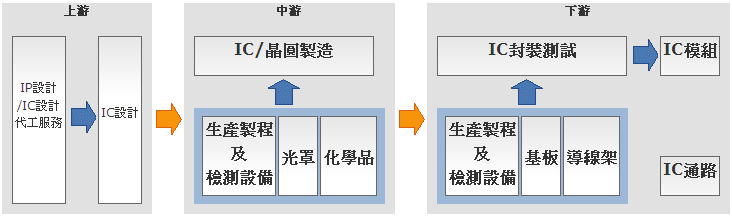 上游
IP設計
/IC設計
代工服務
IC設計
中游
IC/晶圓製造
生產製程
及
檢測設備
光罩
化學品
下游
IC封裝測試
IC模組
生產製程
及
檢測設備
基板
導線架
IC通路